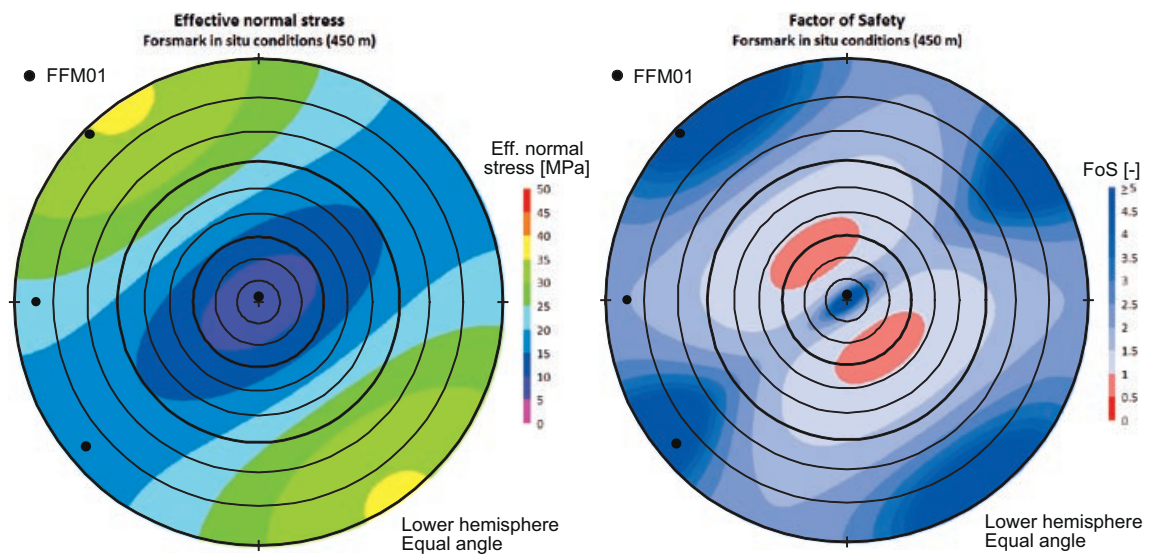 Effective normal stress
Forsmark in situ conditions (450 m)
FFM01
Eff. normal
stress [MPa]
50
45
40
35
30
25
20
15
10
5
0
Lower hemisphere
Equal angle
Factor of Safety
Forsmark in situ conditions (450 m)
FFM01
FoS [-]
≥5
4.5
4
3.5
3
2.5
2
1.5
1
0.5
0
Lower hemisphere
Equal angle